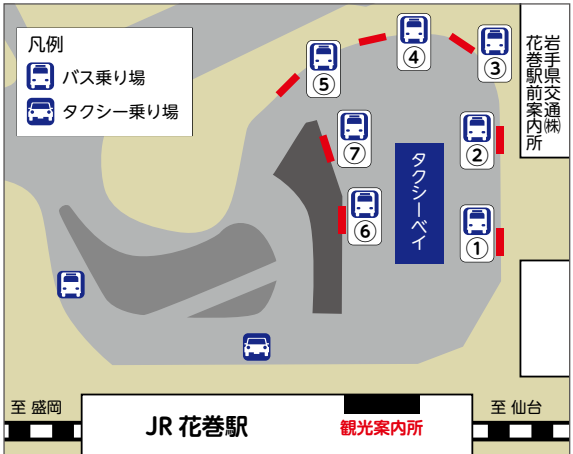 凡例
バス乗り場
タクシー乗り場
⑤
④
③
岩手県交通㈱
花巻駅前案内所
⑦
②
タクシーベイ
⑥
①
至 盛岡
JR 花巻駅
観光案内所
至 仙台